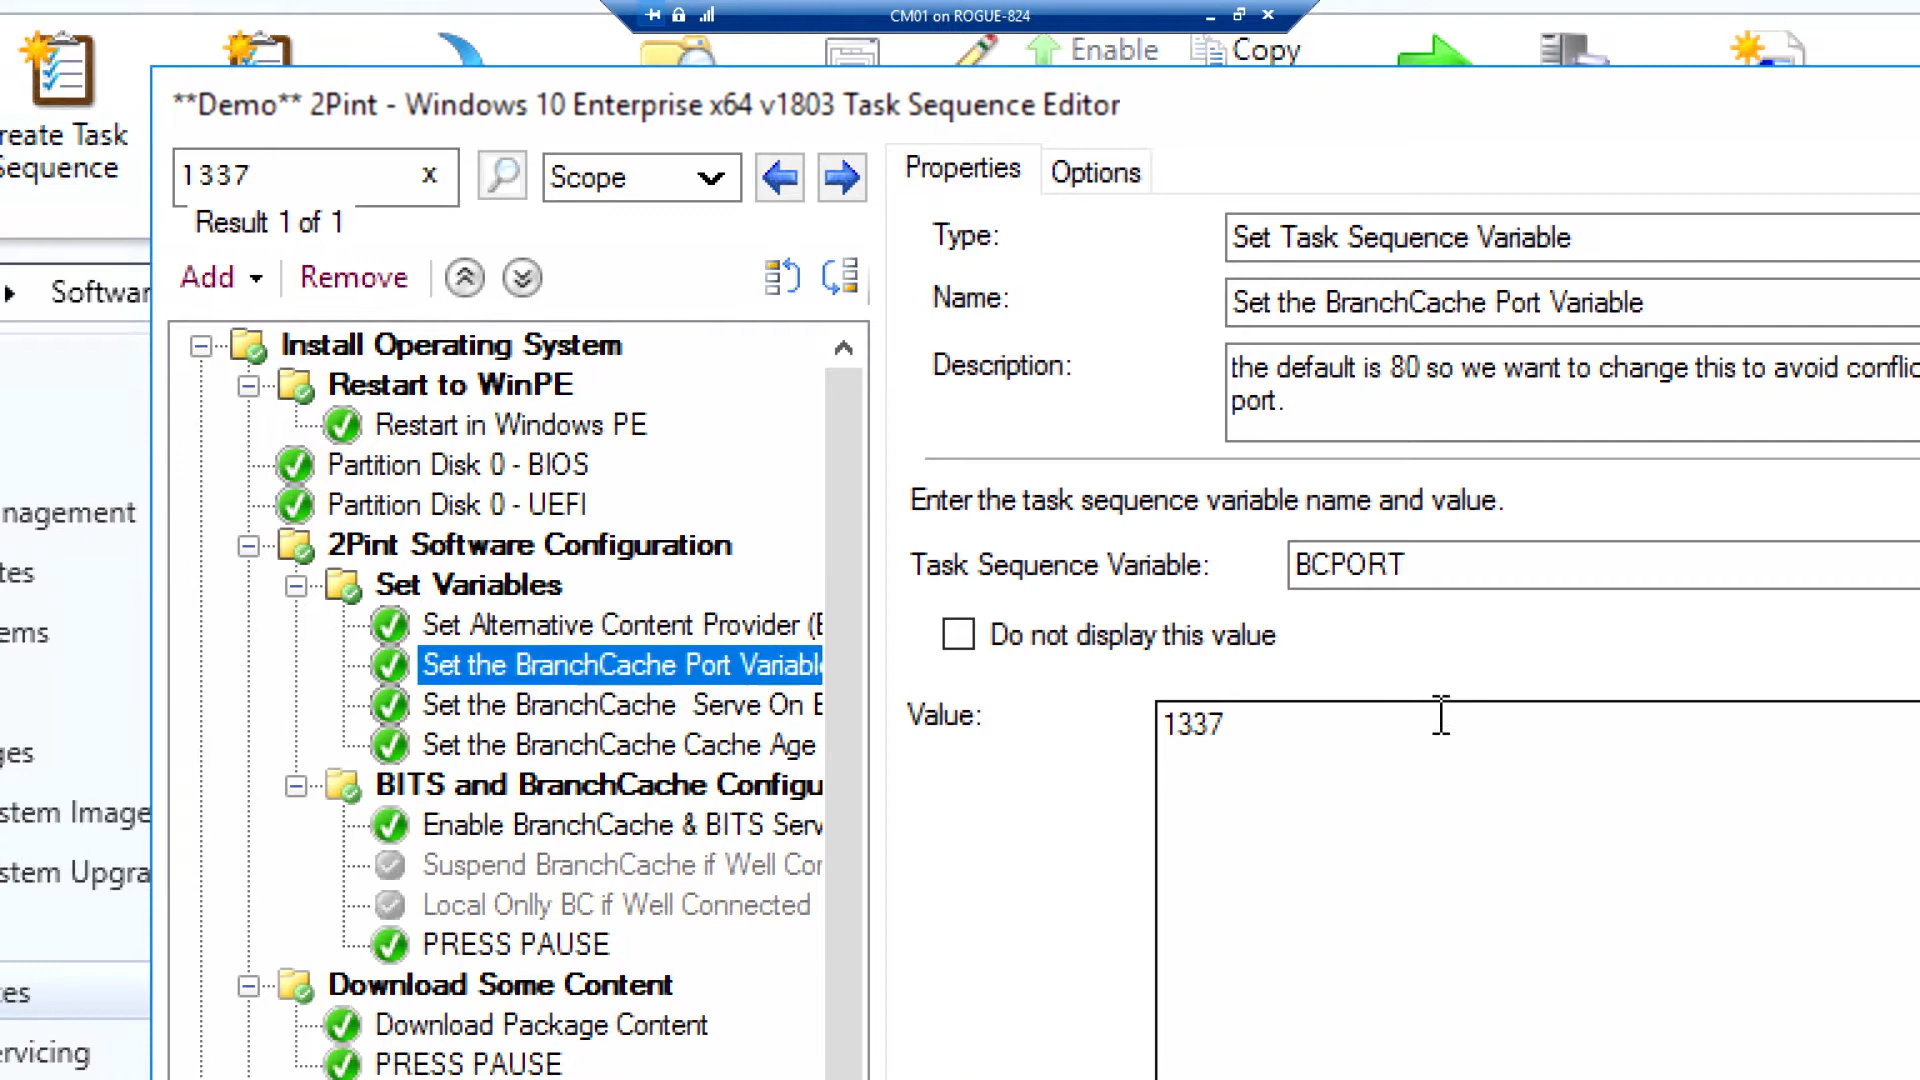 CM01 on ROGUE-824
Enable
Copy
reate Task
Sequence
Softwar
nagement
tes
ems
ges
stem Image
stem Upgra
es
ervicing
**Demo** 2Pint - Windows 10 Enterprise x64 v1803 Task Sequence Editor
1337
x
Scope
Result 1 of 1
Add
Remove
Install Operating System
Restart to WinPE
Restart in Windows PE
Partition Disk 0 - BIOS
Partition Disk 0 - UEFI
2Pint Software Configuration
Set Variables
Set Alternative Content Provider (
Set the BranchCache Port Variable
Set the BranchCache  Serve On
Set the BranchCache Cache Age
BITS and BranchCache Configu
Enable BranchCache & BITS Serv
Suspend BranchCache if Well Cor
Local Onlly BC if Well Connected
PRESS PAUSE
Download Some Content
Download Package Content
PRESS PAUSE
Properties
Options
Type:
Set Task Sequence Variable
Name:
Set the BranchCache Port Variable
Description:
the default is 80 so we want to change this to avoid conflic
port.
Enter the task sequence variable name and value.
Task Sequence Variable:
BCPORT
Do not display this value
Value:
1337